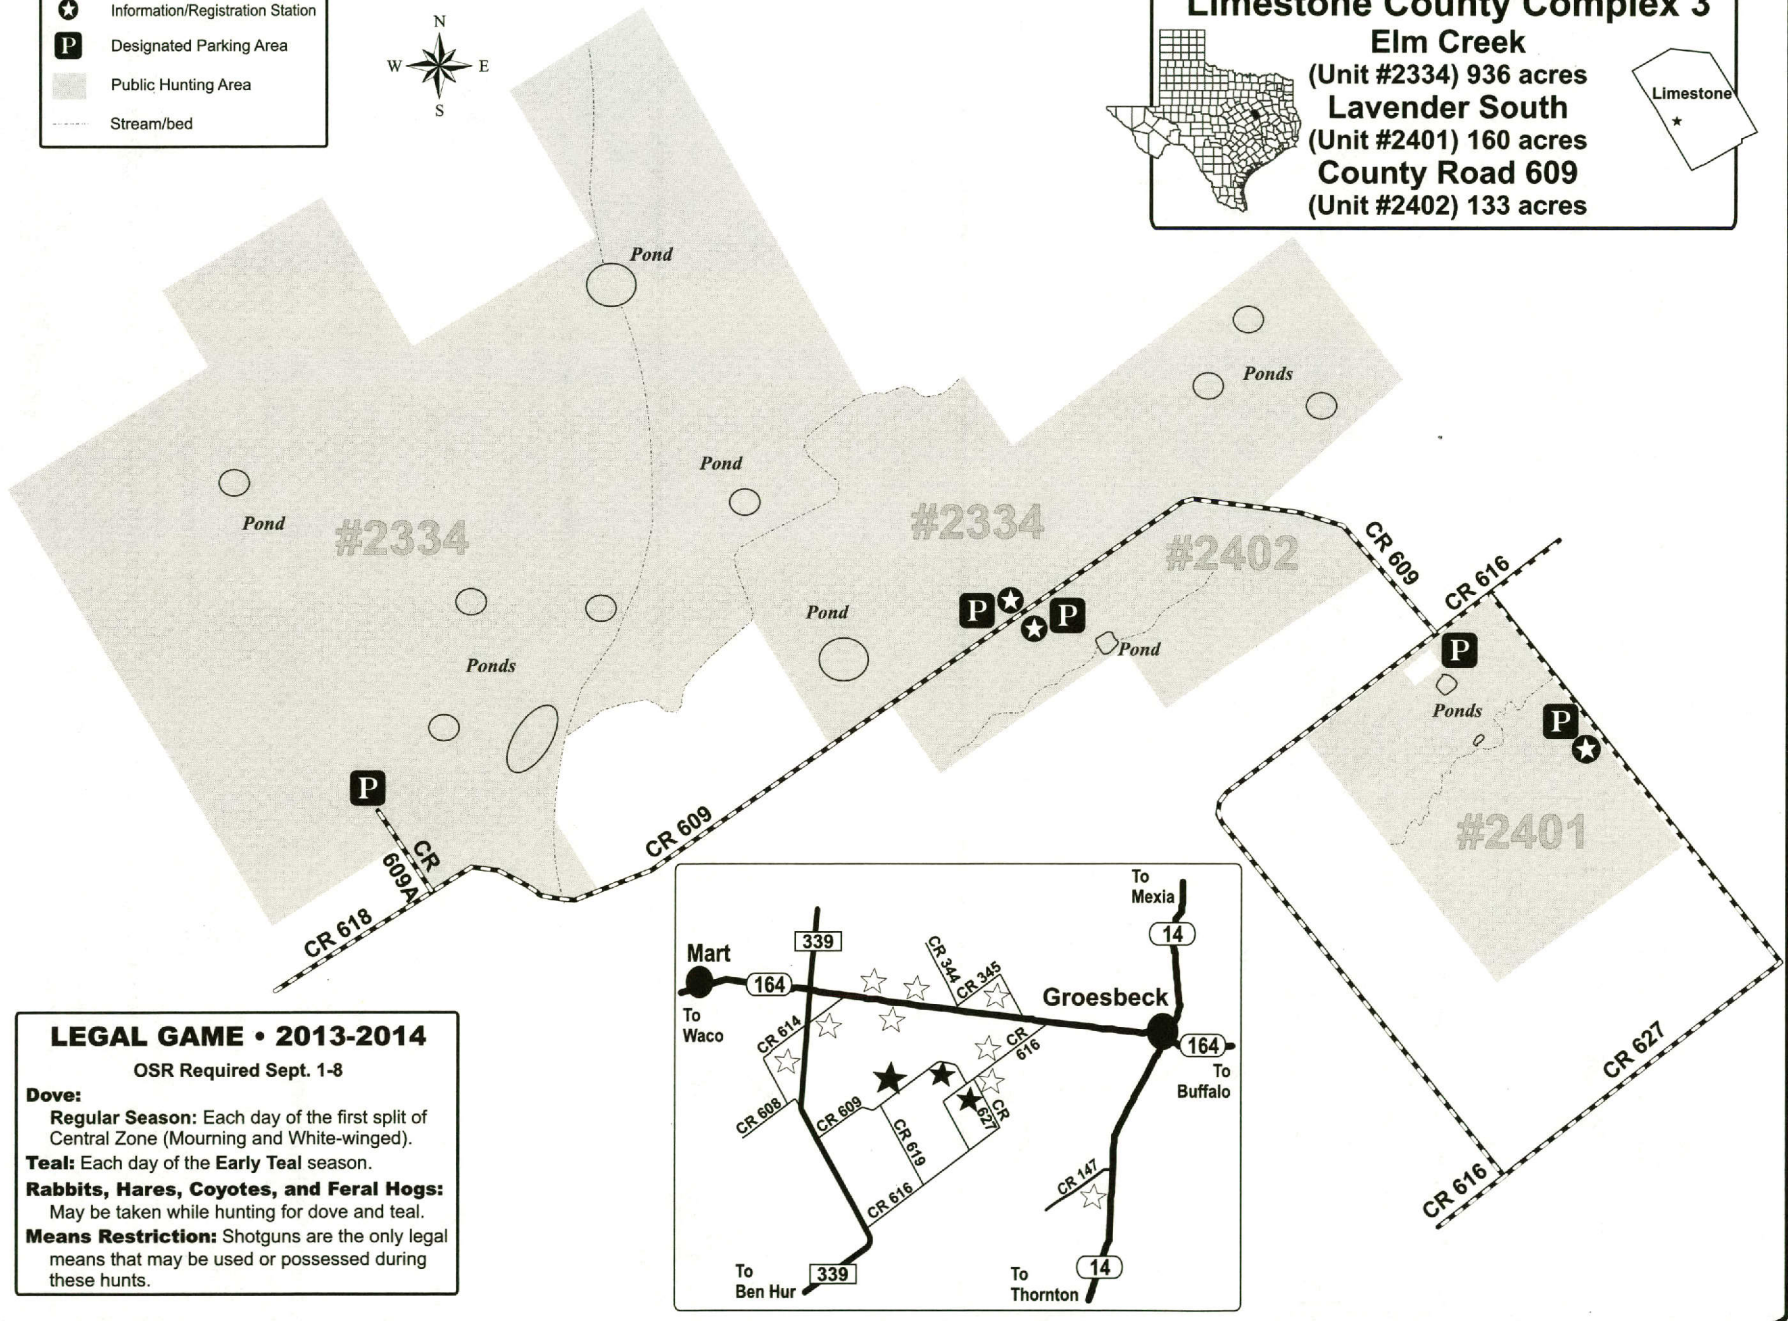 Information/Registration Station
P Designated Parking Area
Public Hunting Area
Stream/bed
N
W E
S
Limestone County Complex 3
Elm Creek
(Unit #2334) 936 acres
Lavender South
(Unit #2401) 160 acres
County Road 609
(Unit #2402) 133 acres
Limestone
Pond
Ponds
Pond
Pond
#2334
#2334
#2402
CR 609
CR 616
P
P
Pond
Pond
P
Ponds
Ponds
P
P
#2401
CR 609
CR
609A
CR 618
CR 627
CR 616
To
Mexia
14
339
Mart
164
CR 344
CR 345
Groesbeck
To
Waco
CR 614
CR
616
164
To
Buffalo
CR 608
CR 609
CR 619
CR
627
CR 616
CR 147
To
Ben Hur
339
To
Thornton
14
LEGAL GAME • 2013-2014
OSR Required Sept. 1-8
Dove:
Regular Season: Each day of the first split of
Central Zone (Mourning and White-winged).
Teal: Each day of the Early Teal season.
Rabbits, Hares, Coyotes, and Feral Hogs:
May be taken while hunting for dove and teal.
Means Restriction: Shotguns are the only legal
means that may be used or possessed during
these hunts.